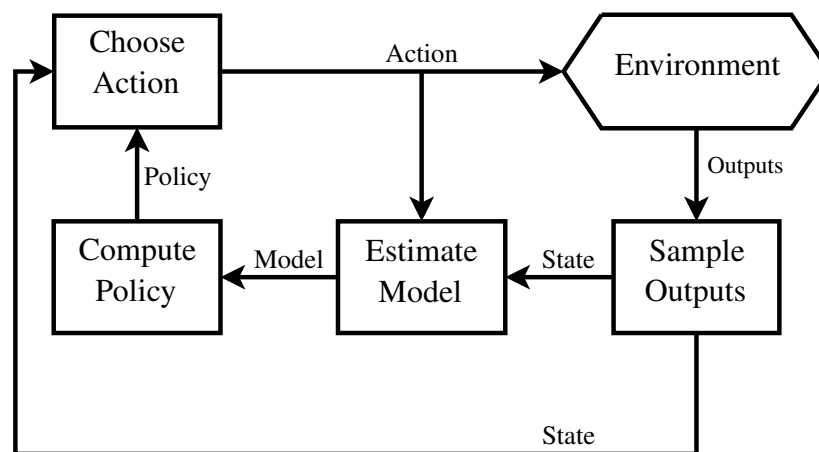 Choose
Action
Action
Environment
Policy
Outputs
Compute
Policy
Model
Estimate
Model
State
Sample
Outputs
State